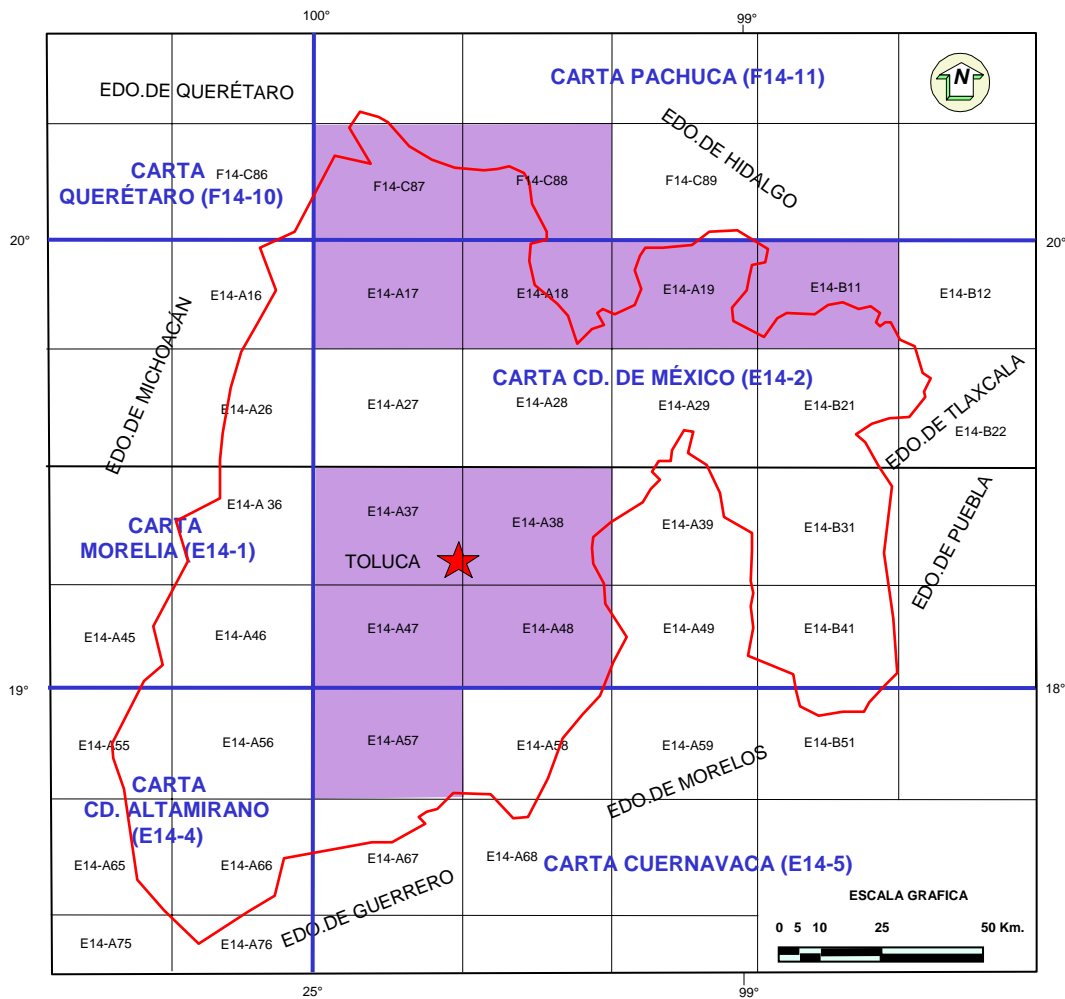 100°
99°
EDO.DE QUERÉTARO
CARTA PACHUCA (F14-11)
N
EDO.DE HIDALGO
CARTA
QUERÉTARO (F14-10)
F14-C86
F14-C87
F14-C88
F14-C89
20°
20°
E14-A16
E14-A17
E14-A18
E14-A19
E14-B11
E14-B12
EDO.DE MICHOACÁN
CARTA CD. DE MÉXICO (E14-2)
EDO.DE TLAXCALA
E14-A26
E14-A27
E14-A28
E14-A29
E14-B21
E14-B22
E14-A 36
E14-A37
E14-A38
E14-A39
E14-B31
EDO.DE PUEBLA
CARTA
MORELIA (E14-1)
TOLUCA
E14-A45
E14-A46
E14-A47
E14-A48
E14-A49
E14-B41
19°
18°
E14-A55
E14-A56
E14-A57
E14-A58
E14-A59
E14-B51
EDO.DE MORELOS
CARTA
CD. ALTAMIRANO
(E14-4)
E14-A65
E14-A66
E14-A67
E14-A68
CARTA CUERNAVACA (E14-5)
EDO.DE GUERRERO
ESCALA GRAFICA
0 5 10 25 50 Km.
E14-A75
E14-A76
25°
99°